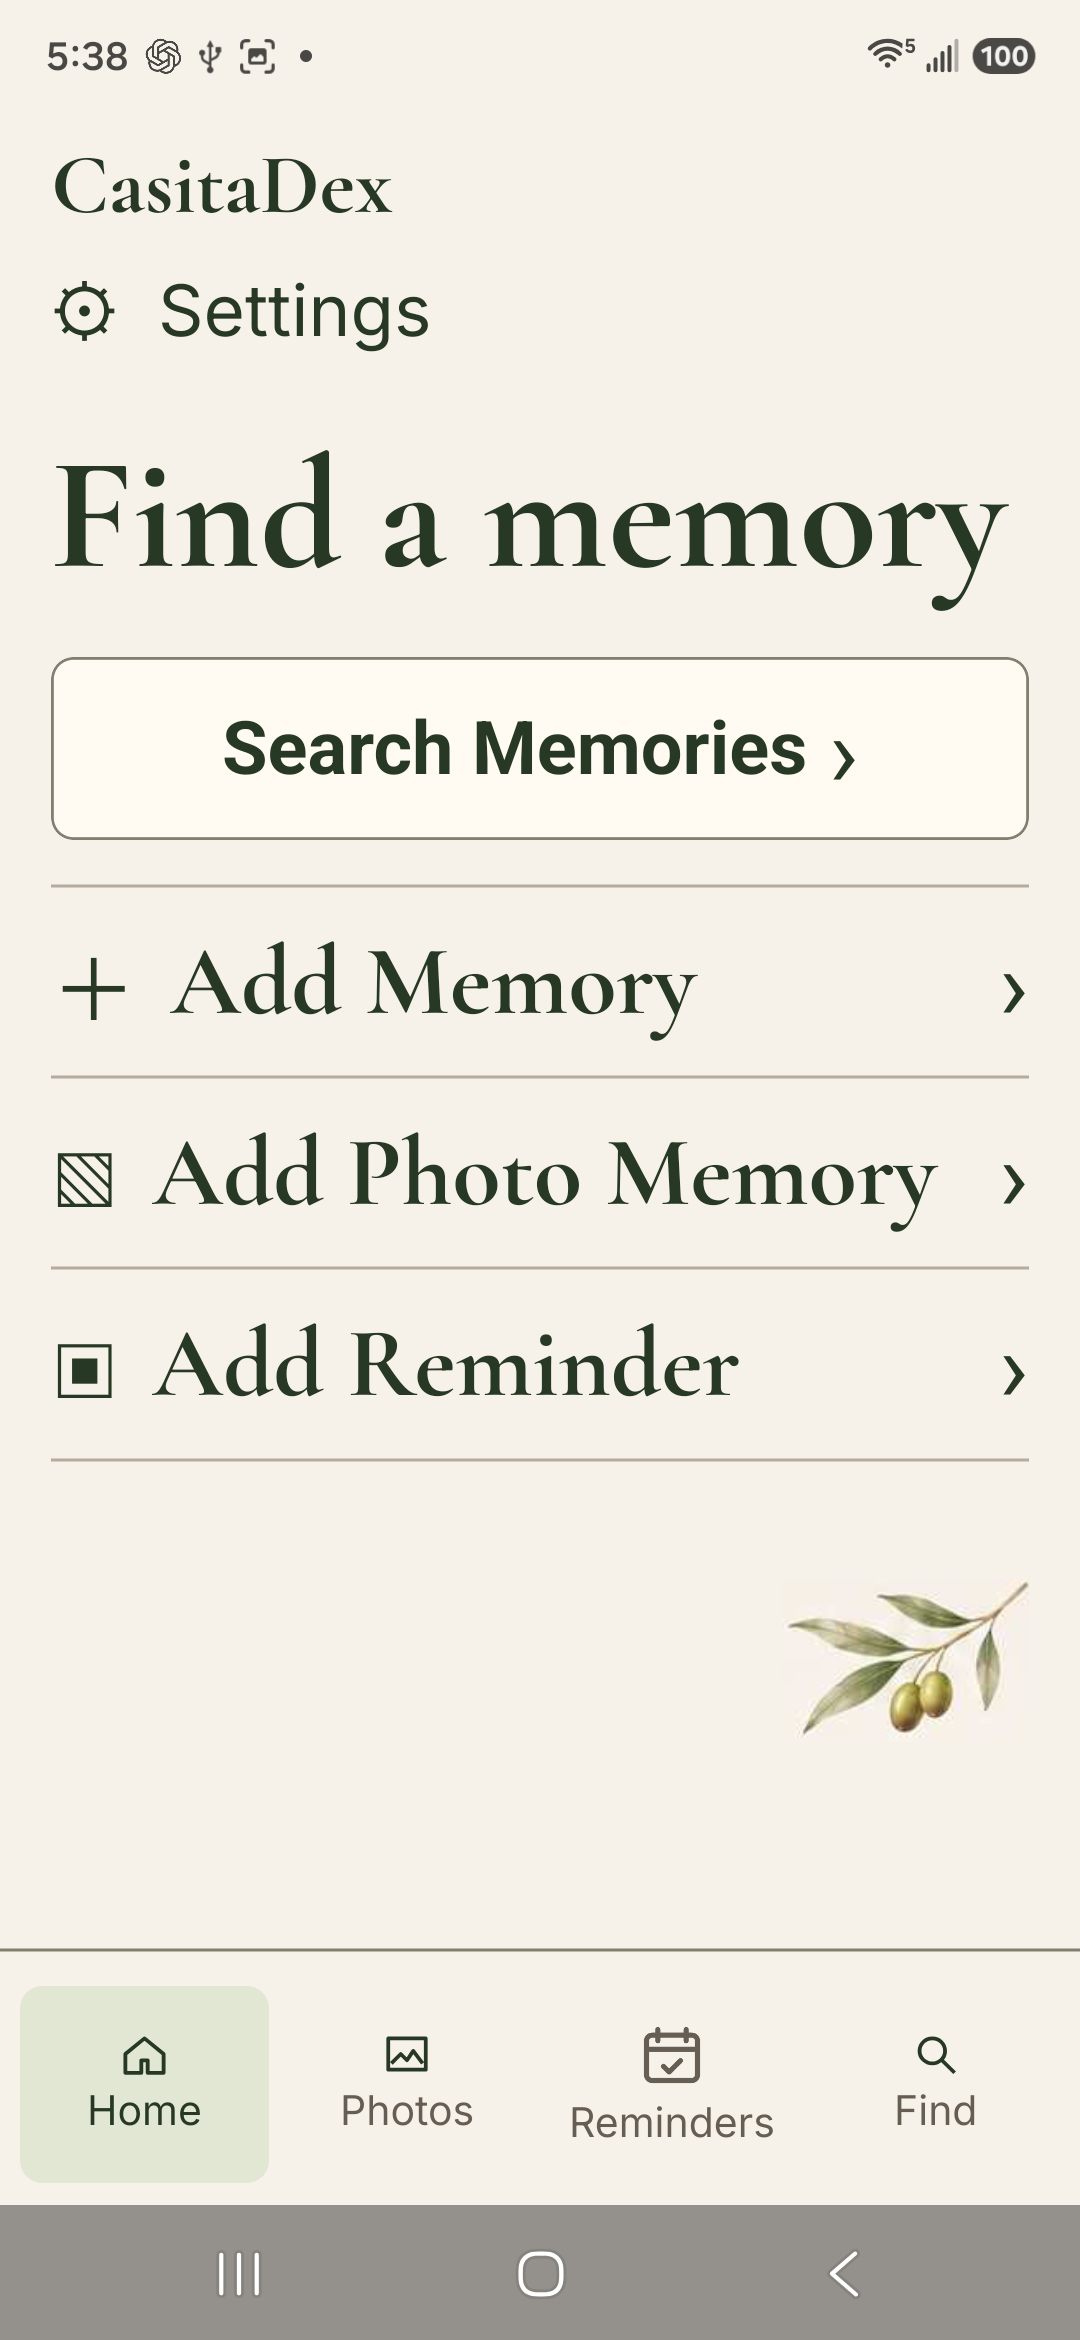 5:38
5
100
CasitaDex
Settings
Find a memory
Search Memories ›
Add Memory ›
Add Photo Memory ›
Add Reminder ›
Home
Photos
Reminders
Find